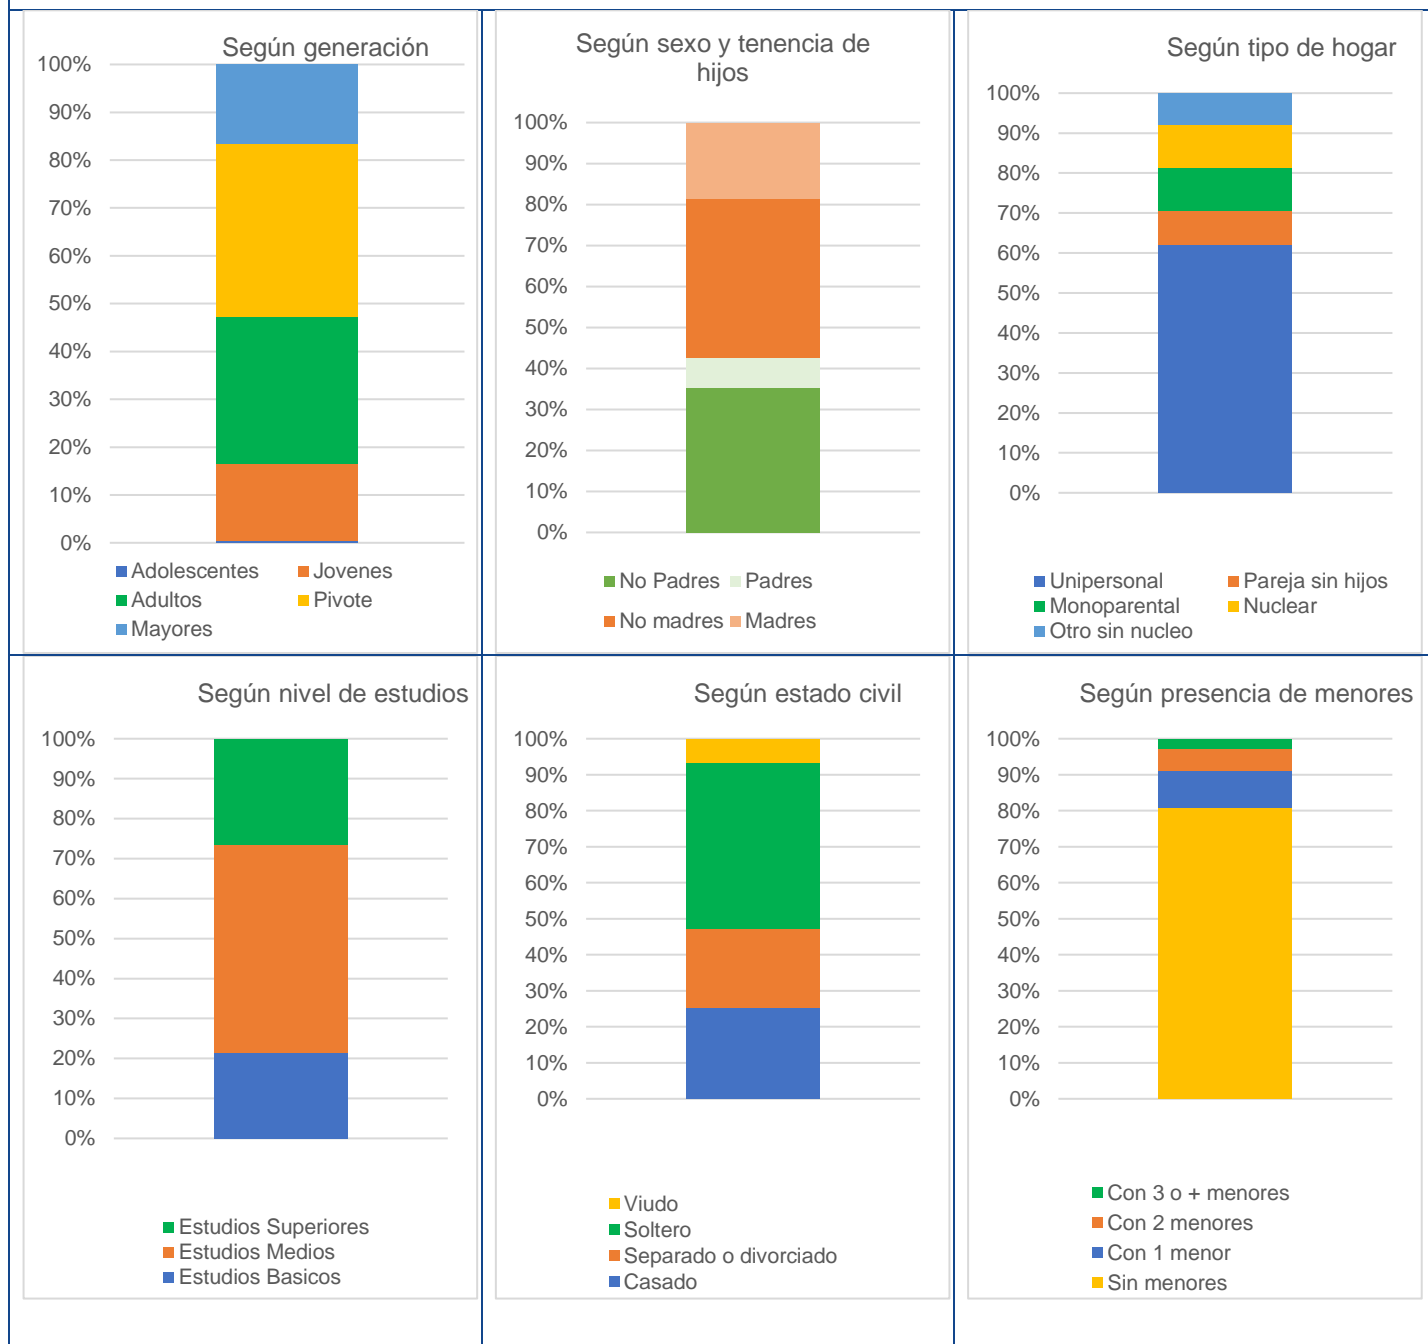 Según generación
100%
90%
80%
70%
60%
50%
40%
30%
20%
10%
0%
Adolescentes Jovenes
Adultos Pivote
Mayores
Según sexo y tenencia de
hijos
100%
90%
80%
70%
60%
50%
40%
30%
20%
10%
0%
No Padres Padres
No madres Madres
Según tipo de hogar
100%
90%
80%
70%
60%
50%
40%
30%
20%
10%
0%
Unipersonal Pareja sin hijos
Monoparental Nuclear
Otro sin nucleo
Según nivel de estudios
100%
90%
80%
70%
60%
50%
40%
30%
20%
10%
0%
Estudios Superiores
Estudios Medios
Estudios Basicos
Según estado civil
100%
90%
80%
70%
60%
50%
40%
30%
20%
10%
0%
Viudo
Soltero
Separado o divorciado
Casado
Según presencia de menores
100%
90%
80%
70%
60%
50%
40%
30%
20%
10%
0%
Con 3 o + menores
Con 2 menores
Con 1 menor
Sin menores